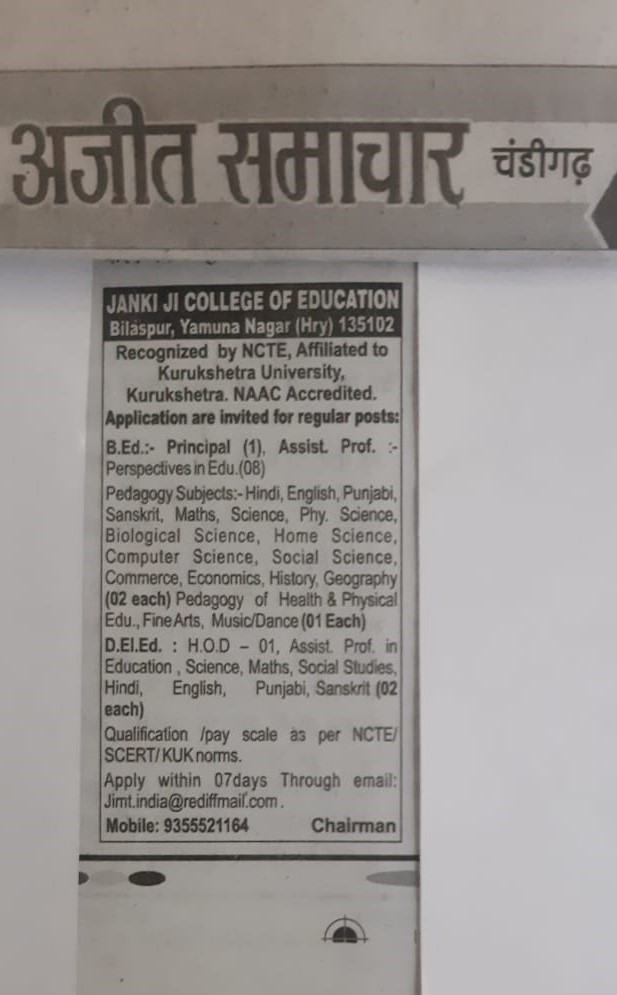 अजीत समाचार चंडीगढ़
JANKI JI COLLEGE OF EDUCATION
Bilaspur, Yamuna Nagar (Hry) 135102
Recognized by NCTE, Affiliated to
Kurukshetra University,
Kurukshetra. NAAC Accredited.
Application are invited for regular posts:
B.Ed.:- Principal (1), Assist. Prof. :-
Perspectives in Edu.(08)
Pedagogy Subjects:- Hindi, English, Punjabi,
Sanskrit, Maths, Science, Phy. Science,
Biological Science, Home Science,
Computer Science, Social Science,
Commerce, Economics, History, Geography
(02 each) Pedagogy of Health & Physical
Edu., Fine Arts, Music/Dance (01 Each)
D.El.Ed. : H.O.D – 01, Assist. Prof. in
Education , Science, Maths, Social Studies,
Hindi, English, Punjabi, Sanskrit (02
each)
Qualification /pay scale as per NCTE/
SCERT/ KUK norms.
Apply within 07days Through email:
Jimt.india@rediffmail.com .
Mobile: 9355521164 Chairman